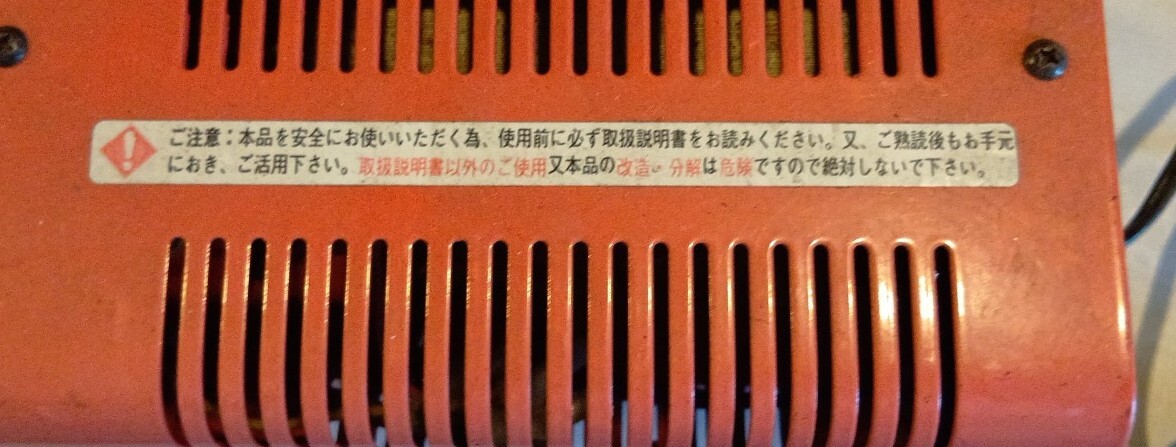 ご注意：本品を安全にお使いいただく為、使用前に必ず取扱説明書をお読みください。又、ご熟読後もお手元
におき、ご活用下さい。取扱説明書以外のご使用又本品の改造。分解は危険ですので絶対しないで下さい。